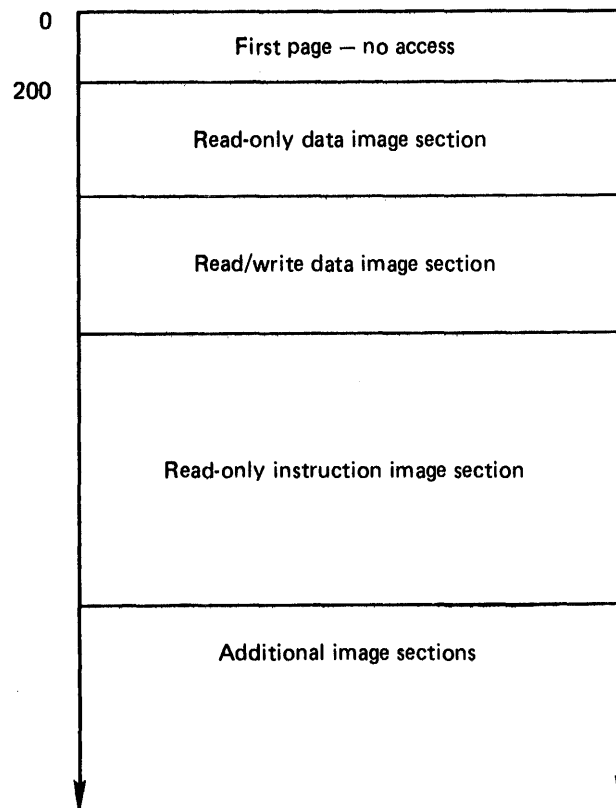 0
First page — no access
200
Read-only data image section
Read/write data image section
Read-only instruction image section
Additional image sections